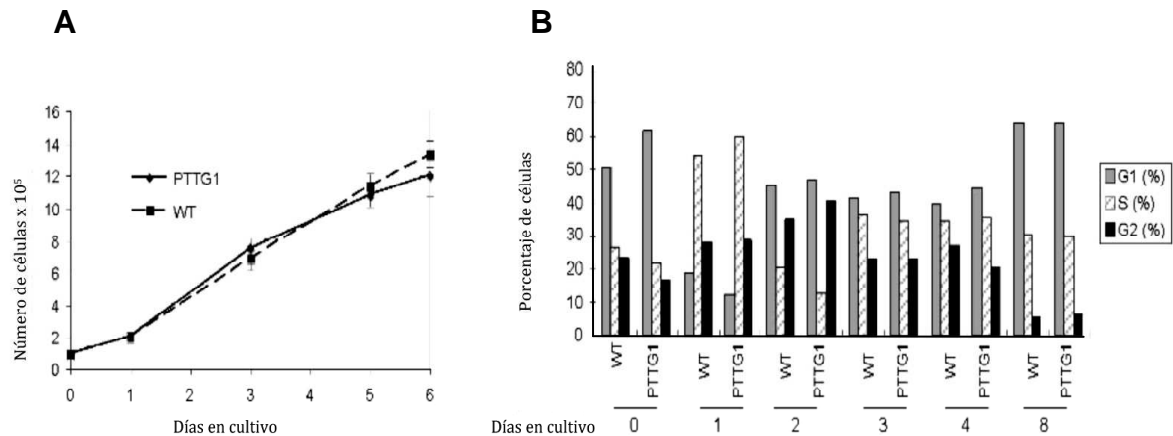 A
Número de células x 10⁵
16
14
12
10
8
6
4
2
0
PTTG1
WT
0 1 2 3 4 5 6
Días en cultivo
B
Porcentaje de células
80
70
60
50
40
30
20
10
0
G1 (%)
S (%)
G2 (%)
WT PTTG1 WT PTTG1 WT PTTG1 WT PTTG1 WT PTTG1 WT PTTG1
Días en cultivo 0 1 2 3 4 8